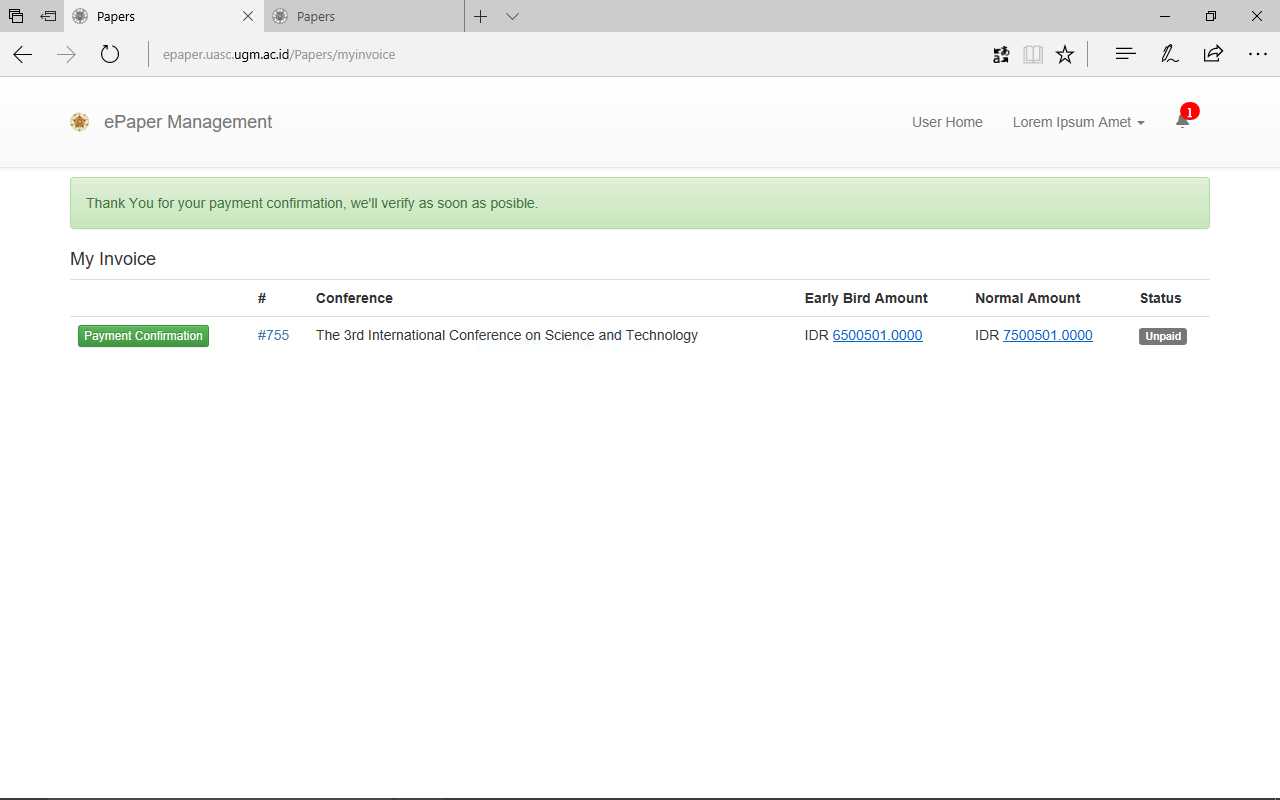 Papers
Papers
epaper.uasc.ugm.ac.id/Papers/myinvoice
ePaper Management
User Home
Lorem Ipsum Amet
1
Thank You for your payment confirmation, we'll verify as soon as posible.
My Invoice
# Conference Early Bird Amount Normal Amount Status
Payment Confirmation #755 The 3rd International Conference on Science and Technology IDR 6500501.0000 IDR 7500501.0000 Unpaid